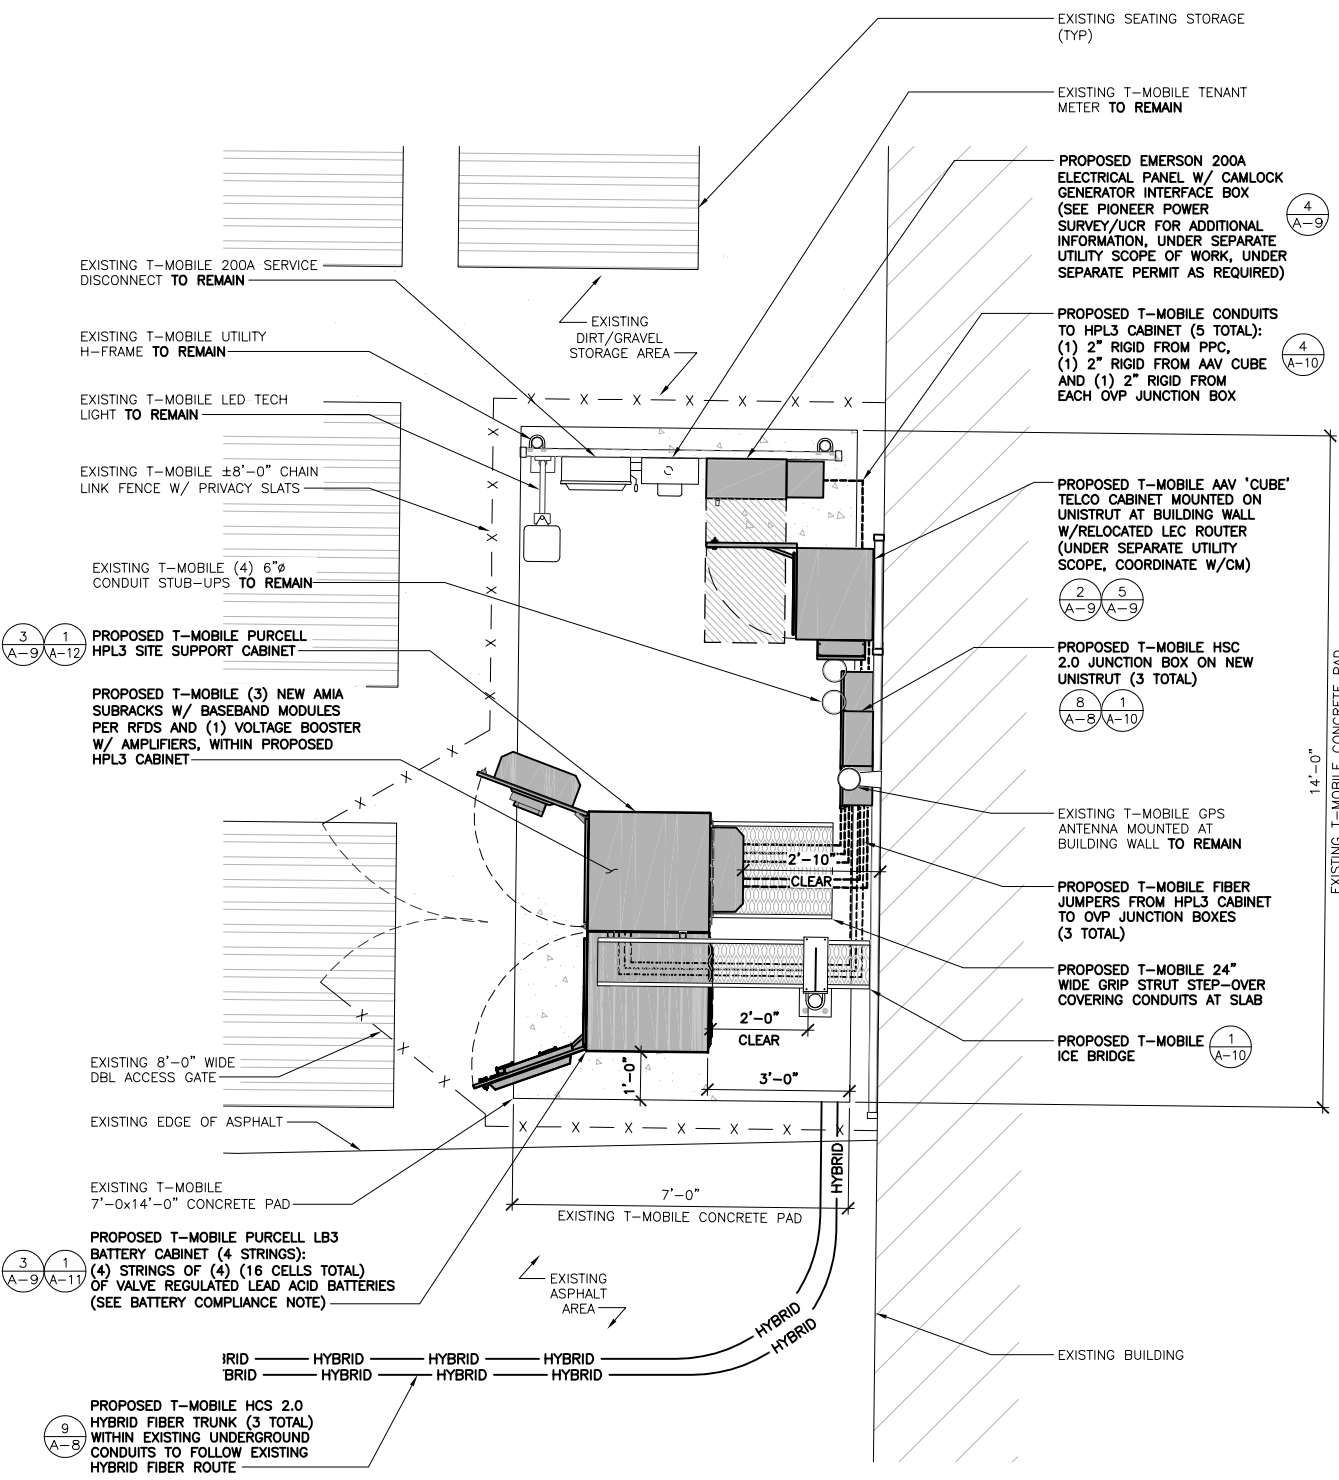 EXISTING SEATING STORAGE
(TYP)
EXISTING T-MOBILE TENANT
METER TO REMAIN
PROPOSED EMERSON 200A
ELECTRICAL PANEL W/ CAMLOCK
GENERATOR INTERFACE BOX
(SEE PIONEER POWER
SURVEY/UCR FOR ADDITIONAL
INFORMATION, UNDER SEPARATE
UTILITY SCOPE OF WORK, UNDER
SEPARATE PERMIT AS REQUIRED)
4
A-9
EXISTING T-MOBILE 200A SERVICE
DISCONNECT TO REMAIN
EXISTING
DIRT/GRAVEL
STORAGE AREA
PROPOSED T-MOBILE CONDUITS
TO HPL3 CABINET (5 TOTAL):
(1) 2" RIGID FROM PPC,
(1) 2" RIGID FROM AAV CUBE
AND (1) 2" RIGID FROM
EACH OVP JUNCTION BOX
4
A-10
EXISTING T-MOBILE UTILITY
H-FRAME TO REMAIN
EXISTING T-MOBILE LED TECH
LIGHT TO REMAIN
X X X X X X X
EXISTING T-MOBILE ±8'-0" CHAIN
LINK FENCE W/ PRIVACY SLATS
X
X
X
X
X
X
X
X
PROPOSED T-MOBILE AAV 'CUBE'
TELCO CABINET MOUNTED ON
UNISTRUT AT BUILDING WALL
W/RELOCATED LEC ROUTER
(UNDER SEPARATE UTILITY
SCOPE, COORDINATE W/CM)
2
A-9
5
A-9
EXISTING T-MOBILE (4) 6"ø
CONDUIT STUB-UPS TO REMAIN
3
A-9
1
A-12
PROPOSED T-MOBILE PURCELL
HPL3 SITE SUPPORT CABINET
PROPOSED T-MOBILE HSC
2.0 JUNCTION BOX ON NEW
UNISTRUT (3 TOTAL)
8
A-8
1
A-10
PROPOSED T-MOBILE (3) NEW AMIA
SUBRACKS W/ BASEBAND MODULES
PER RFDS AND (1) VOLTAGE BOOSTER
W/ AMPLIFIERS, WITHIN PROPOSED
HPL3 CABINET
14'-0"
EXISTING T-MOBILE CONCRETE PAD
EXISTING T-MOBILE GPS
ANTENNA MOUNTED AT
BUILDING WALL TO REMAIN
2'-10"
CLEAR
PROPOSED T-MOBILE FIBER
JUMPERS FROM HPL3 CABINET
TO OVP JUNCTION BOXES
(3 TOTAL)
PROPOSED T-MOBILE 24"
WIDE GRIP STRUT STEP-OVER
COVERING CONDUITS AT SLAB
2'-0"
CLEAR
PROPOSED T-MOBILE
ICE BRIDGE
1
A-10
EXISTING 8'-0" WIDE
DBL ACCESS GATE
X
X
1'-0"
3'-0"
EXISTING EDGE OF ASPHALT
X X X X X X X
HYBRID
EXISTING T-MOBILE
7'-0x14'-0" CONCRETE PAD
7'-0"
EXISTING T-MOBILE CONCRETE PAD
3
A-9
1
A-11
PROPOSED T-MOBILE PURCELL LB3
BATTERY CABINET (4 STRINGS):
(4) STRINGS OF (4) (16 CELLS TOTAL)
OF VALVE REGULATED LEAD ACID BATTERIES
(SEE BATTERY COMPLIANCE NOTE)
EXISTING
ASPHALT
AREA
HYBRID
HYBRID
EXISTING BUILDING
RID HYBRID HYBRID HYBRID
BRID HYBRID HYBRID HYBRID
9
A-8
PROPOSED T-MOBILE HCS 2.0
HYBRID FIBER TRUNK (3 TOTAL)
WITHIN EXISTING UNDERGROUND
CONDUITS TO FOLLOW EXISTING
HYBRID FIBER ROUTE